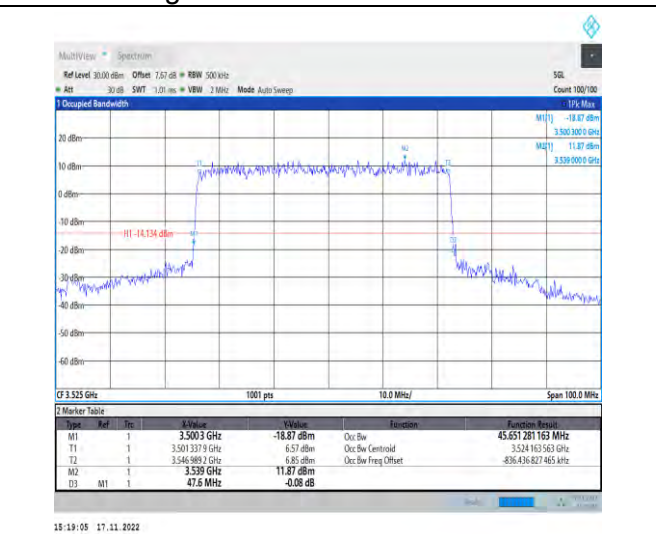 MultiView Spectrum
Ref Level 30.00 dBm Offset 7.67 dB RBW 500 kHz SGL
Att 30 dB SWT 1.01 ms VBW 2 MHz Mode Auto Sweep Count 100/100
1 Occupied Bandwidth 1Pk Max
M1[1] -18.87 dBm
3.500 300 0 GHz
M2[1] 11.87 dBm
3.539 000 0 GHz
20 dBm
M2
T1 T2
10 dBm
0 dBm
-10 dBm
H1 -14.134 dBm M1
D3
-20 dBm
-30 dBm
-40 dBm
-50 dBm
-60 dBm
CF 3.525 GHz 1001 pts 10.0 MHz/ Span 100.0 MHz
2 Marker Table
Type Ref Trc X-Value Y-Value Function Function Result
M1 1 3.5003 GHz -18.87 dBm Occ Bw 45.651 281 163 MHz
T1 1 3.501 337 9 GHz 6.57 dBm Occ Bw Centroid 3.524 163 563 GHz
T2 1 3.546 989 2 GHz 6.85 dBm Occ Bw Freq Offset -836.436 827 465 kHz
M2 1 3.539 GHz 11.87 dBm
D3 M1 1 47.6 MHz -0.08 dB
15:19:05 17.11.2022